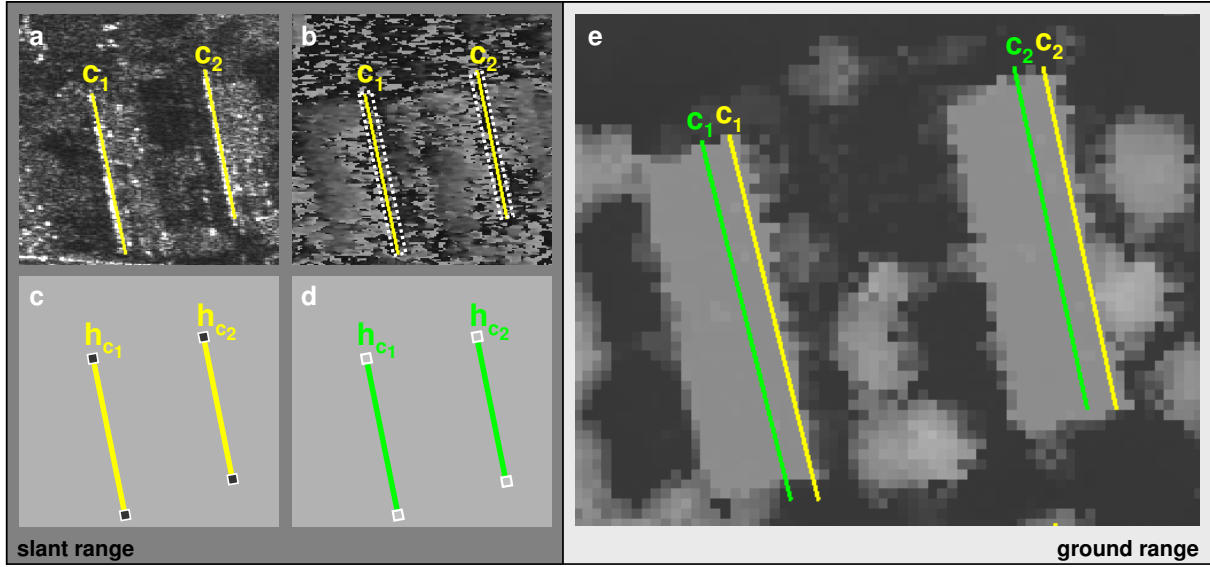 a
c1
c2
b
c1
c2
c
hc1
hc2
d
hc1
hc2
slant range
e
c1
c1
c2
c2
ground range